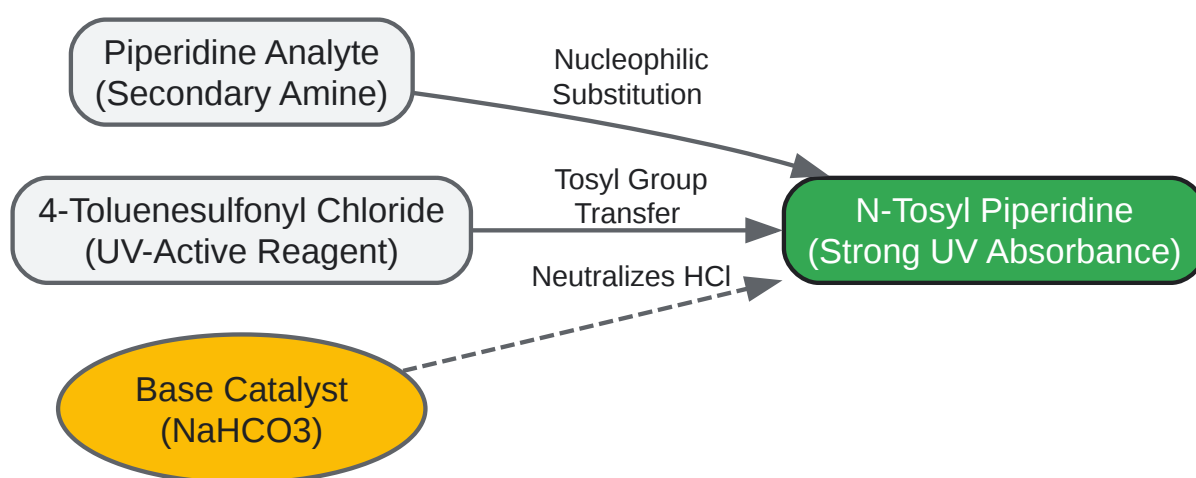 Piperidine Analyte
(Secondary Amine)
Nucleophilic
Substitution
4-Toluenesulfonyl Chloride
(UV-Active Reagent)
Tosyl Group
Transfer
N-Tosyl Piperidine
(Strong UV Absorbance)
Neutralizes HCl
Base Catalyst
(NaHCO3)